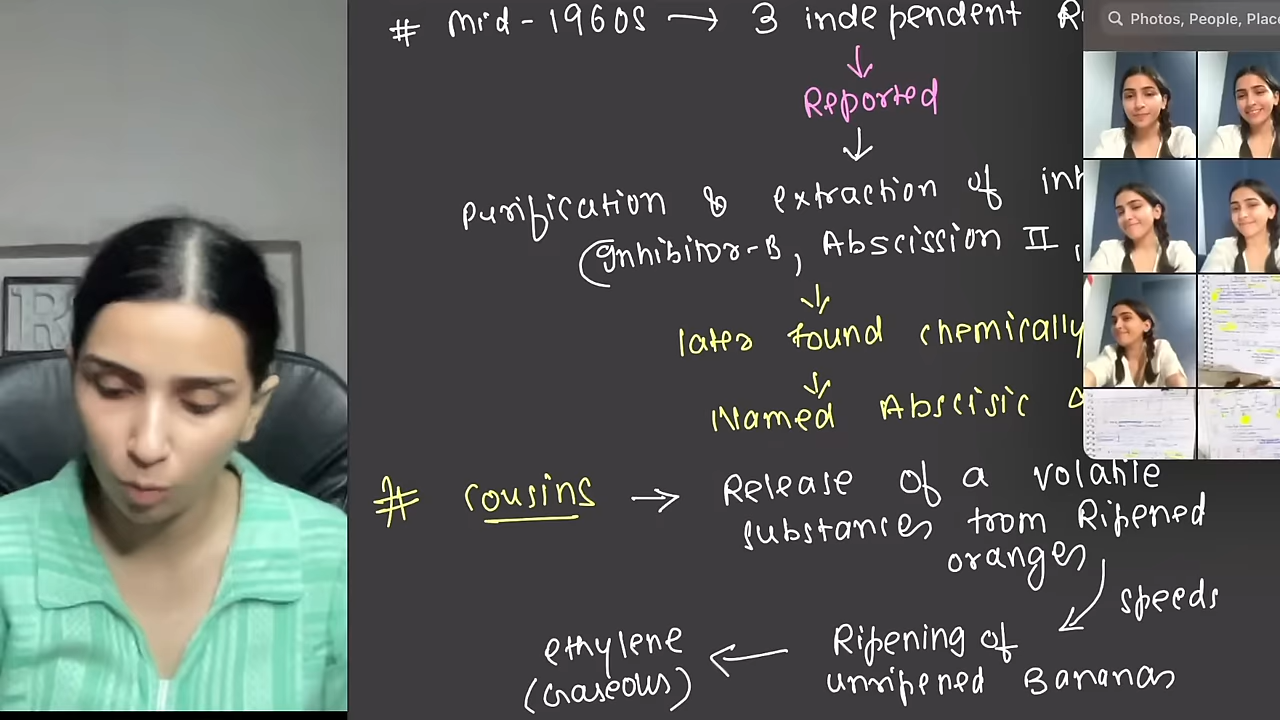 # Mid-1960s → 3 independent R
Photos, People, Plac
↓
Reported
↓
Purification & extraction of inh
(Inhibitor-B, Abscission II,
↓
later found chemically
↓
Named Abscisic
# cousins → Release of a volatile
substances from Ripened
oranges
speeds
Ripening of
unripened Bananas
←
ethylene
(Gaseous)